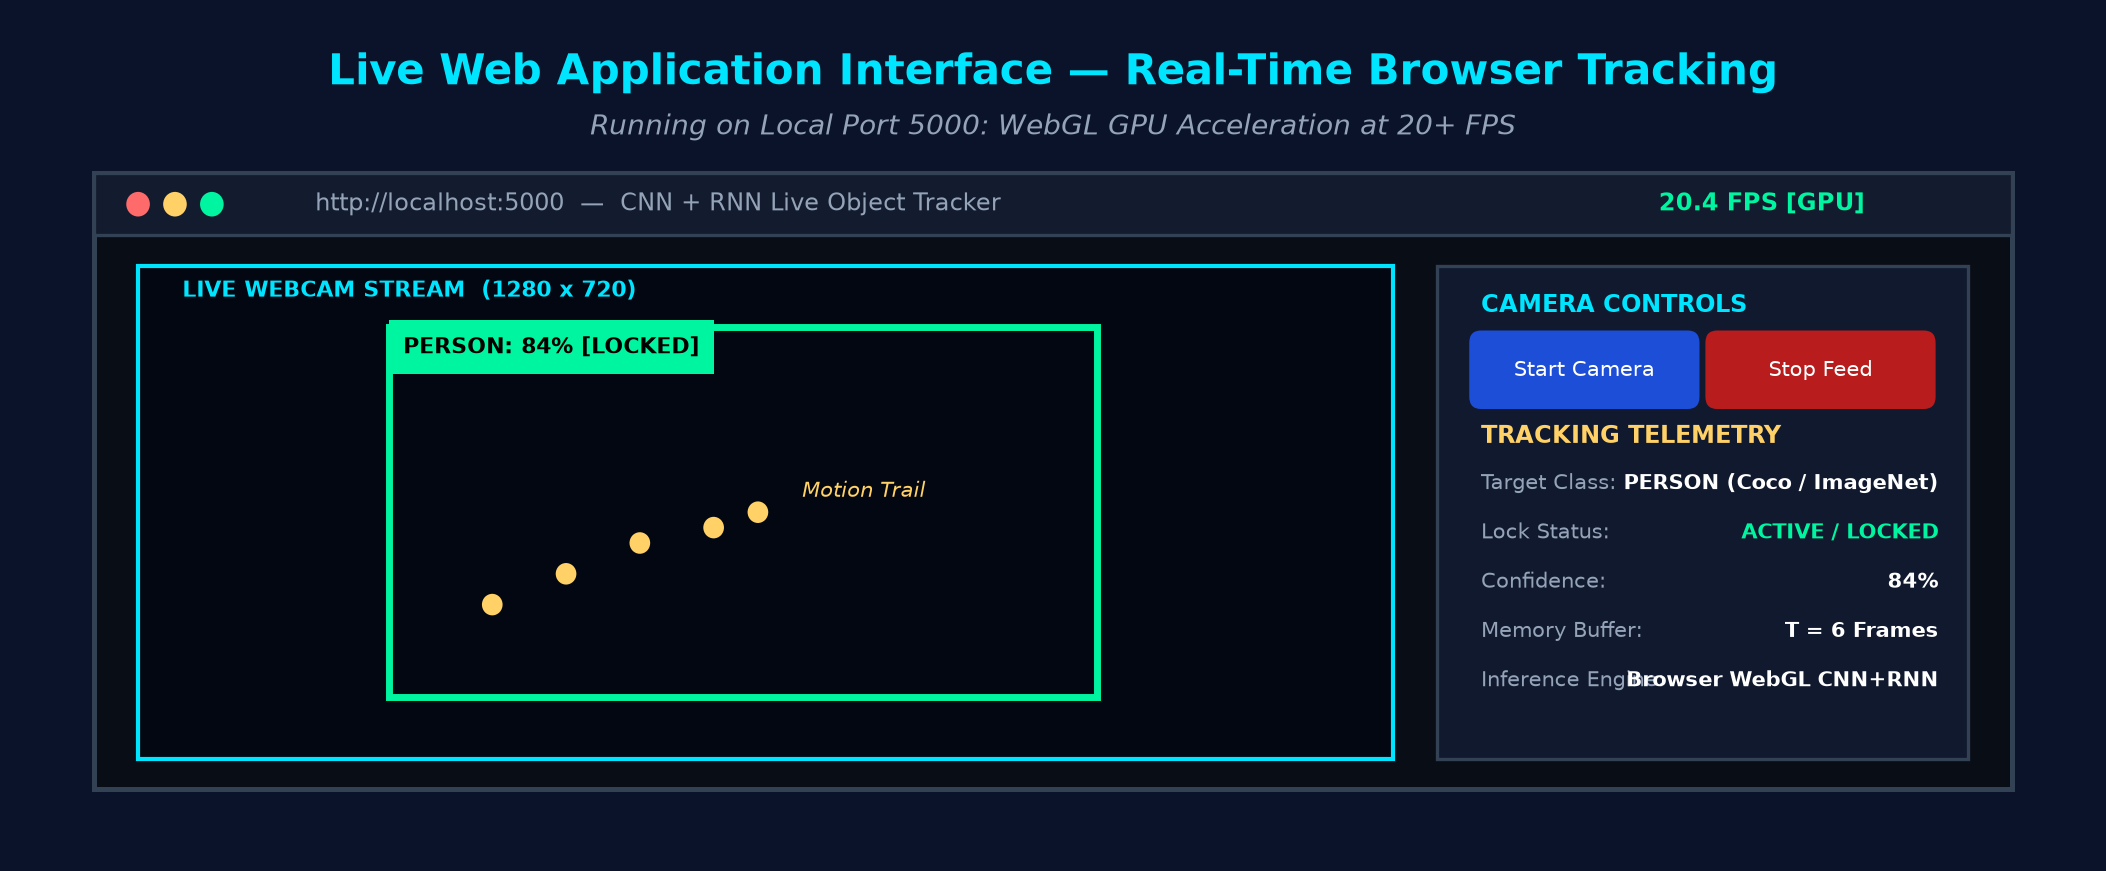 Live Web Application Interface — Real-Time Browser Tracking
Running on Local Port 5000: WebGL GPU Acceleration at 20+ FPS
http://localhost:5000 — CNN + RNN Live Object Tracker
20.4 FPS [GPU]
LIVE WEBCAM STREAM (1280 x 720)
PERSON: 84% [LOCKED]
Motion Trail
CAMERA CONTROLS
Start Camera
Stop Feed
TRACKING TELEMETRY
Target Class: PERSON (Coco / ImageNet)
Lock Status: ACTIVE / LOCKED
Confidence: 84%
Memory Buffer: T = 6 Frames
Inference Browser WebGL CNN+RNN